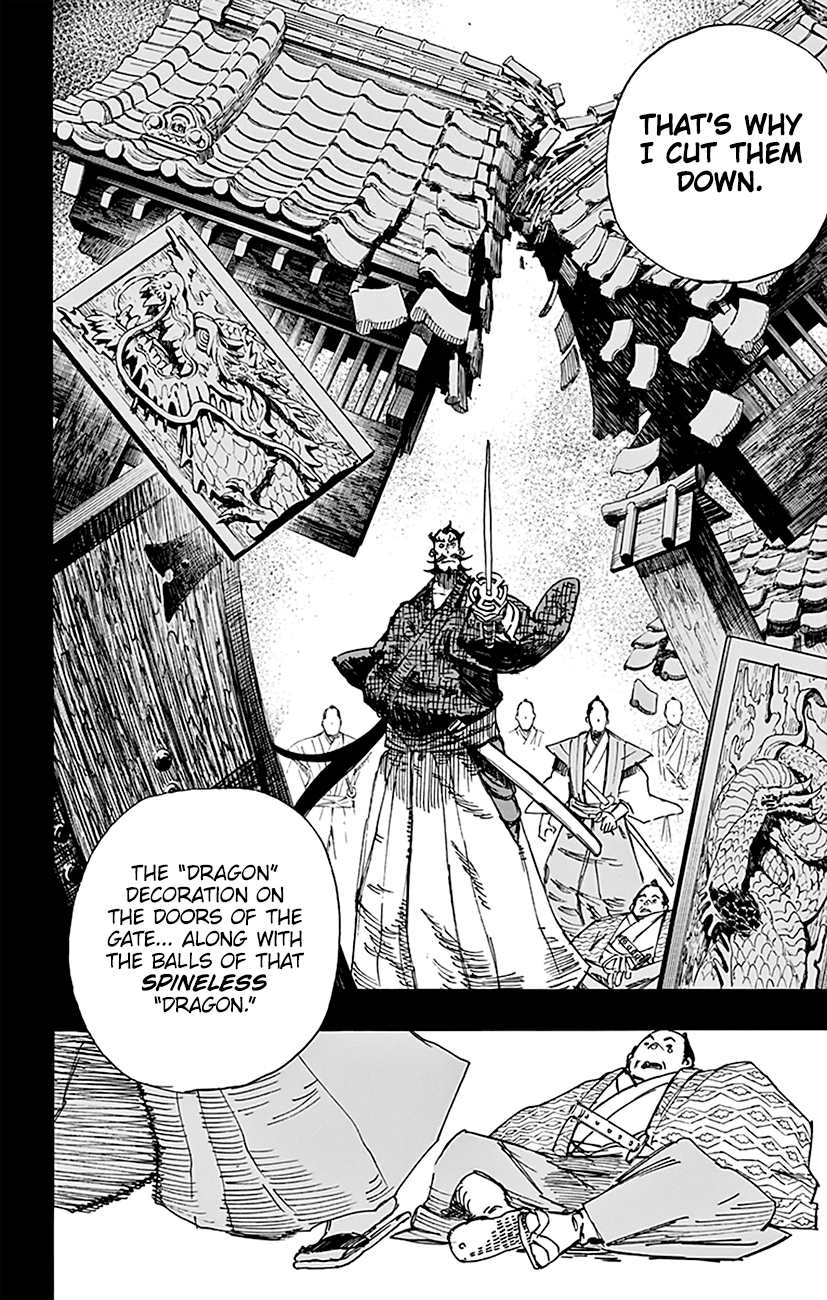 THAT'S WHY
I CUT THEM
DOWN.
THE "DRAGON"
DECORATION ON
THE DOORS OF THE
GATE... ALONG WITH
THE BALLS OF THAT
SPINELESS
"DRAGON."